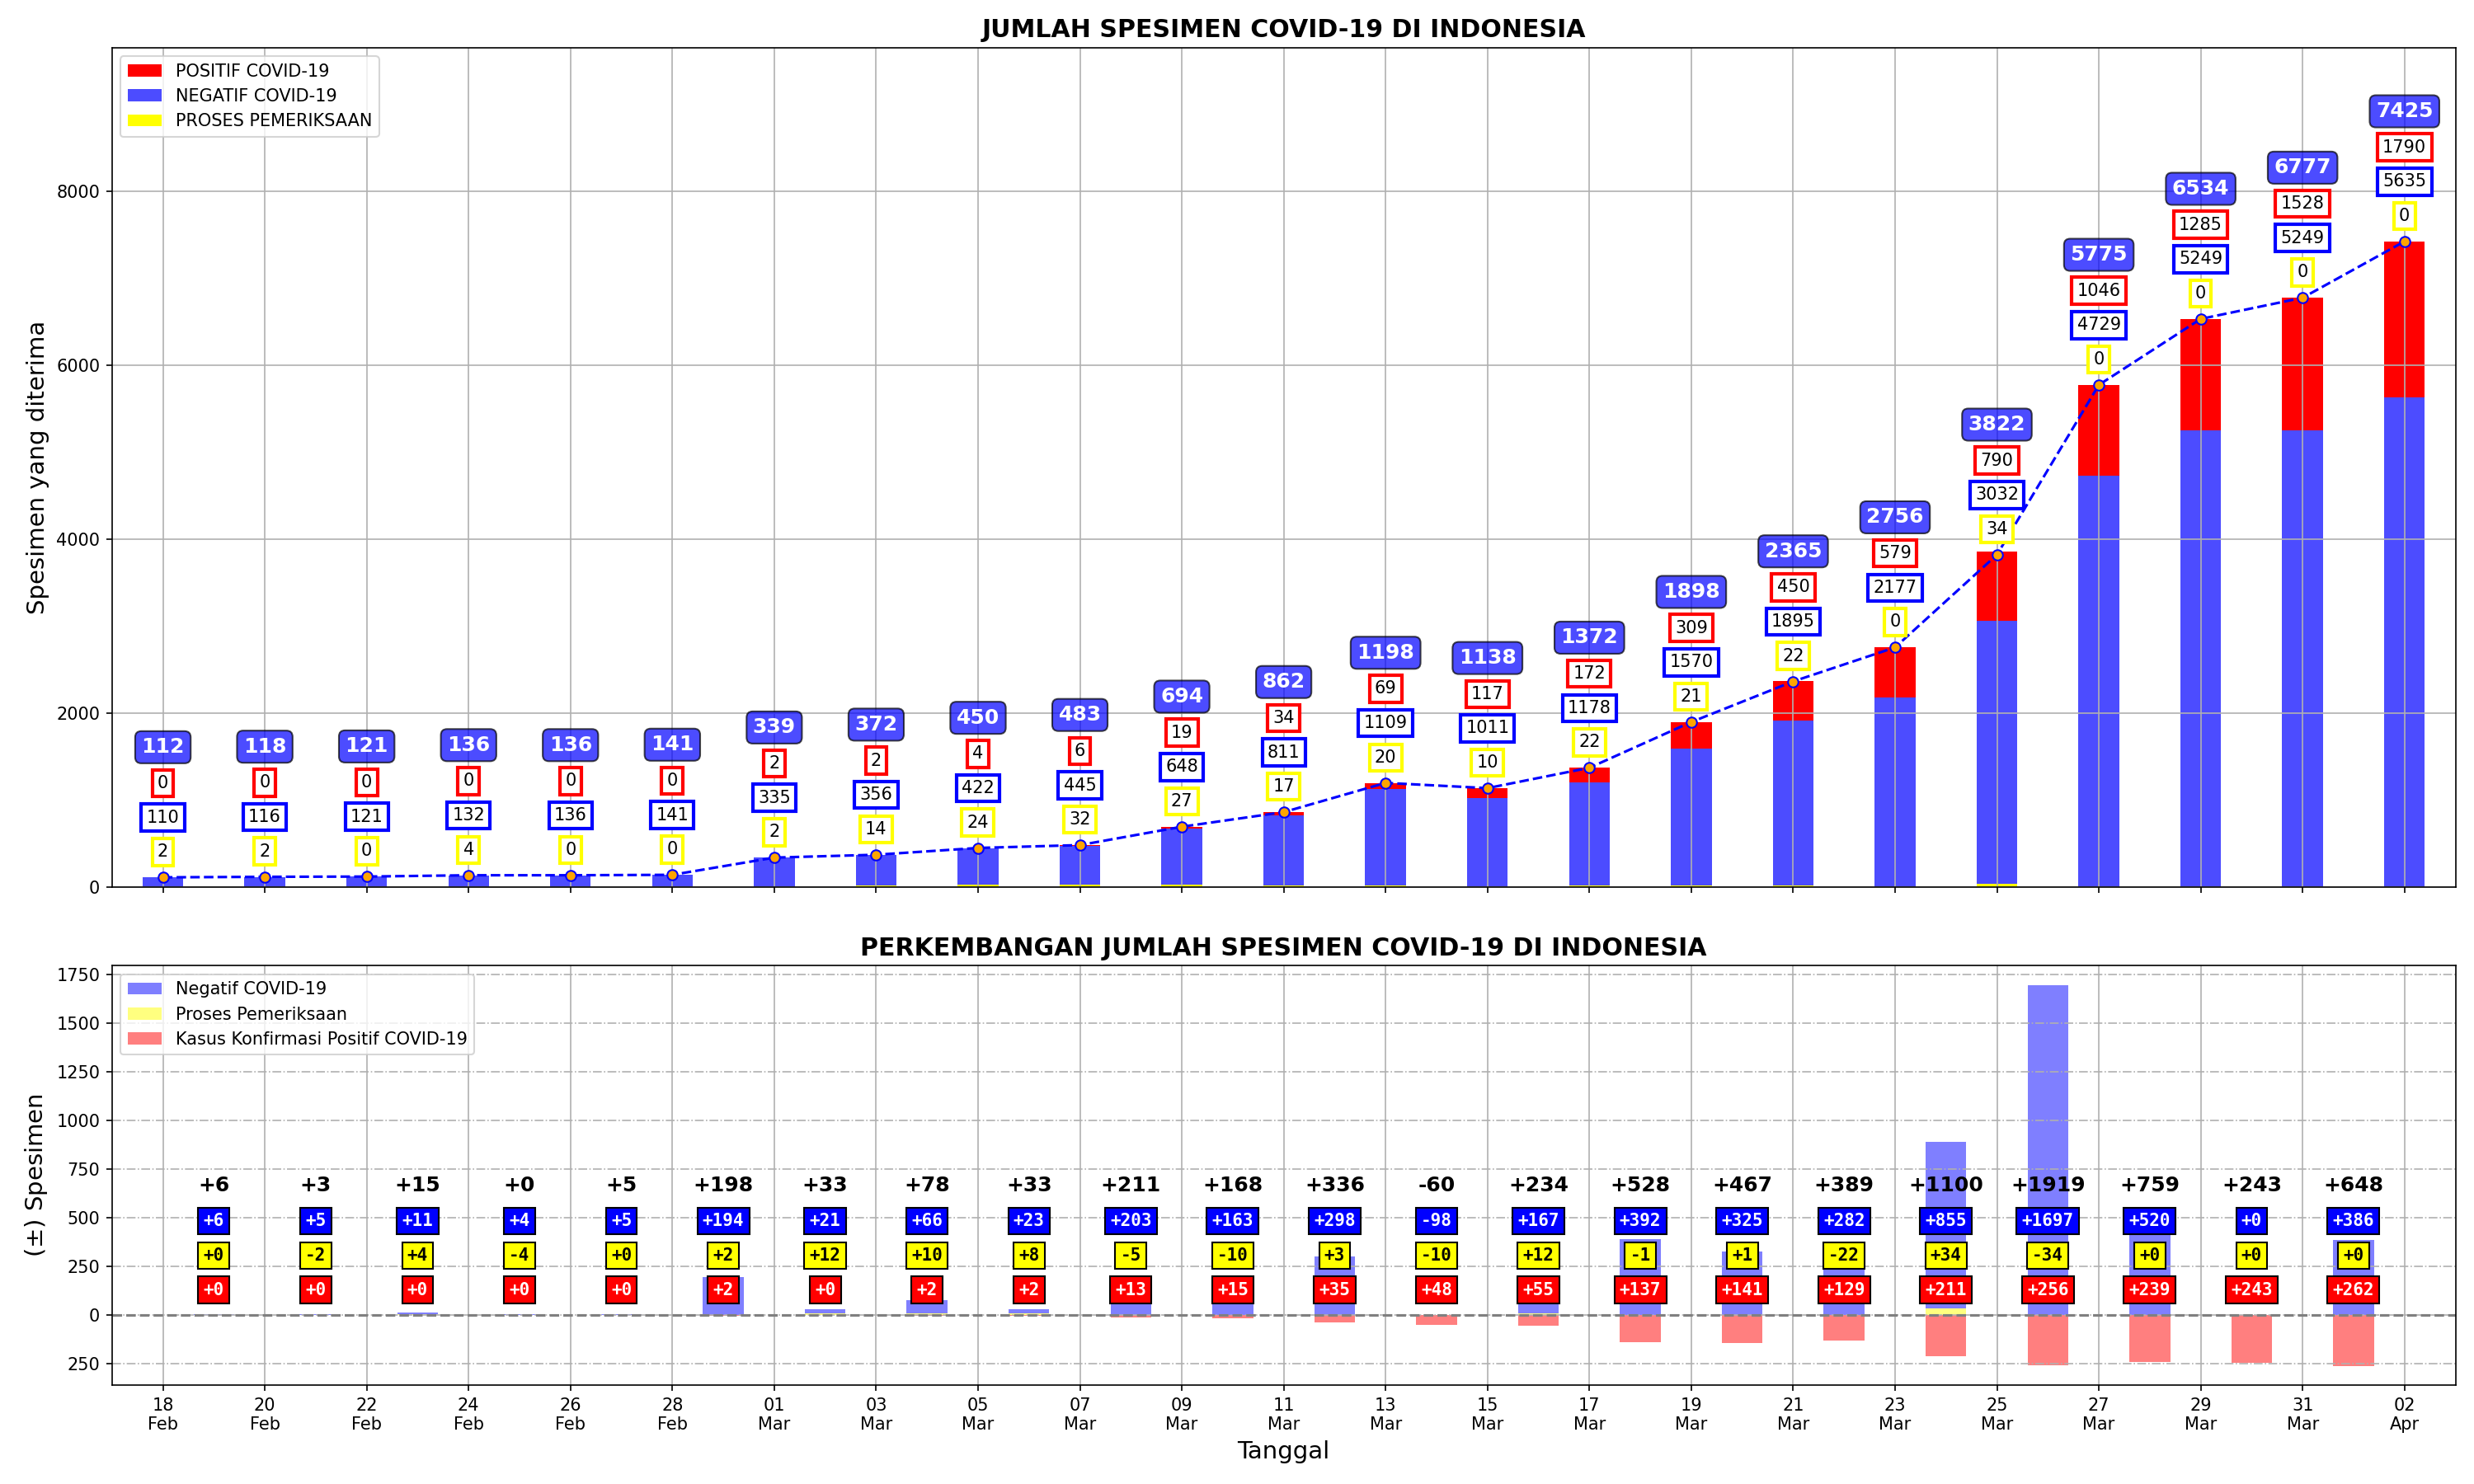 JUMLAH SPESIMEN COVID-19 DI INDONESIA
POSITIF COVID-19
NEGATIF COVID-19
PROSES PEMERIKSAAN
Spesimen yang diterima
8000
6000
4000
2000
0
112 0 110 2
118 0 116 2
121 0 121 0
136 0 132 4
136 0 136 0
141 0 141 0
339 2 335 2
372 2 356 14
450 4 422 24
483 6 445 32
694 19 648 27
862 34 811 17
1198 69 1109 20
1138 117 1011 10
1372 172 1178 22
1898 309 1570 21
2365 450 1895 22
2756 579 2177 0
3822 790 3032 34
5775 1046 4729 0
6534 1285 5249 0
6777 1528 5249 0
7425 1790 5635 0
PERKEMBANGAN JUMLAH SPESIMEN COVID-19 DI INDONESIA
Negatif COVID-19
Proses Pemeriksaan
Kasus Konfirmasi Positif COVID-19
(±) Spesimen
1750
1500
1250
1000
750
500
250
0
250
+6 +3 +15 +0 +5 +198 +33 +78 +33 +211 +168 +336 -60 +234 +528 +467 +389 +1100 +1919 +759 +243 +648
+6 +5 +11 +4 +5 +194 +21 +66 +23 +203 +163 +298 -98 +167 +392 +325 +282 +855 +1697 +520 +0 +386
+0 -2 +4 -4 +0 +2 +12 +10 +8 -5 -10 +3 -10 +12 -1 +1 -22 +34 -34 +0 +0 +0
+0 +0 +0 +0 +0 +2 +0 +2 +2 +13 +15 +35 +48 +55 +137 +141 +129 +211 +256 +239 +243 +262
18 20 22 24 26 28 01 03 05 07 09 11 13 15 17 19 21 23 25 27 29 31 02
Feb Feb Feb Feb Feb Feb Mar Mar Mar Mar Mar Mar Mar Mar Mar Mar Mar Mar Mar Mar Mar Mar Apr
Tanggal